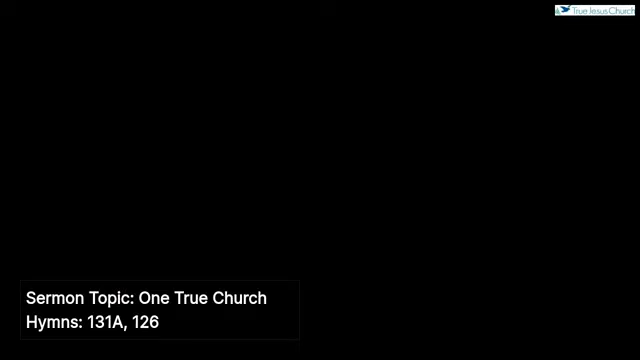 True Jesus Church
Sermon Topic: One True Church
Hymns: 131A, 126